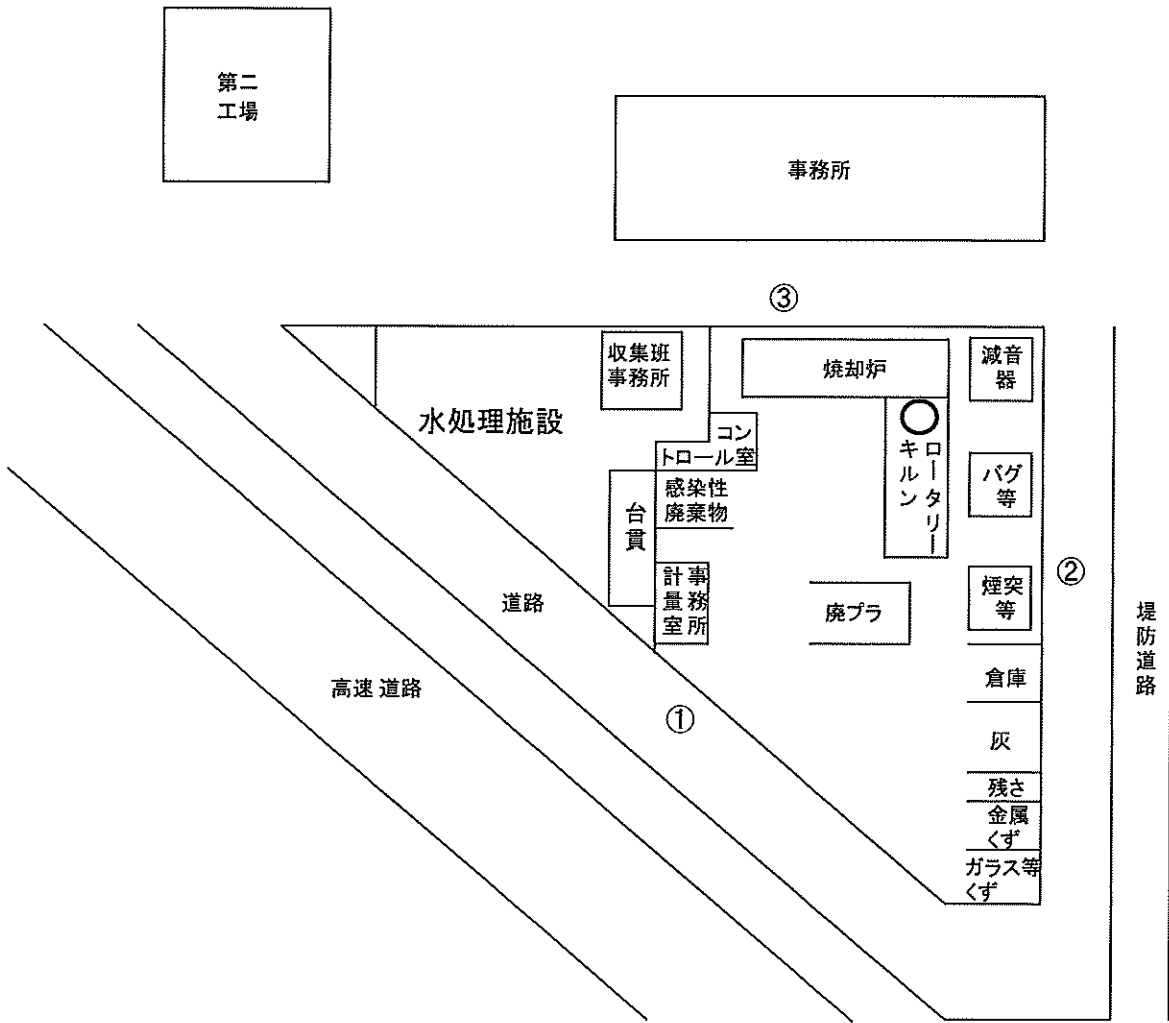 第二
工場
事務所
③
収集班
事務所
焼却炉
減音
器
水処理施設
コン
トロール室
ロータリー
キルン
バグ
等
感染性
廃棄物
台貫
計量室
事務所
道路
廃プラ
煙突
等
②
堤防道路
高速道路
①
倉庫
灰
残さ
金属
くず
ガラス等
くず